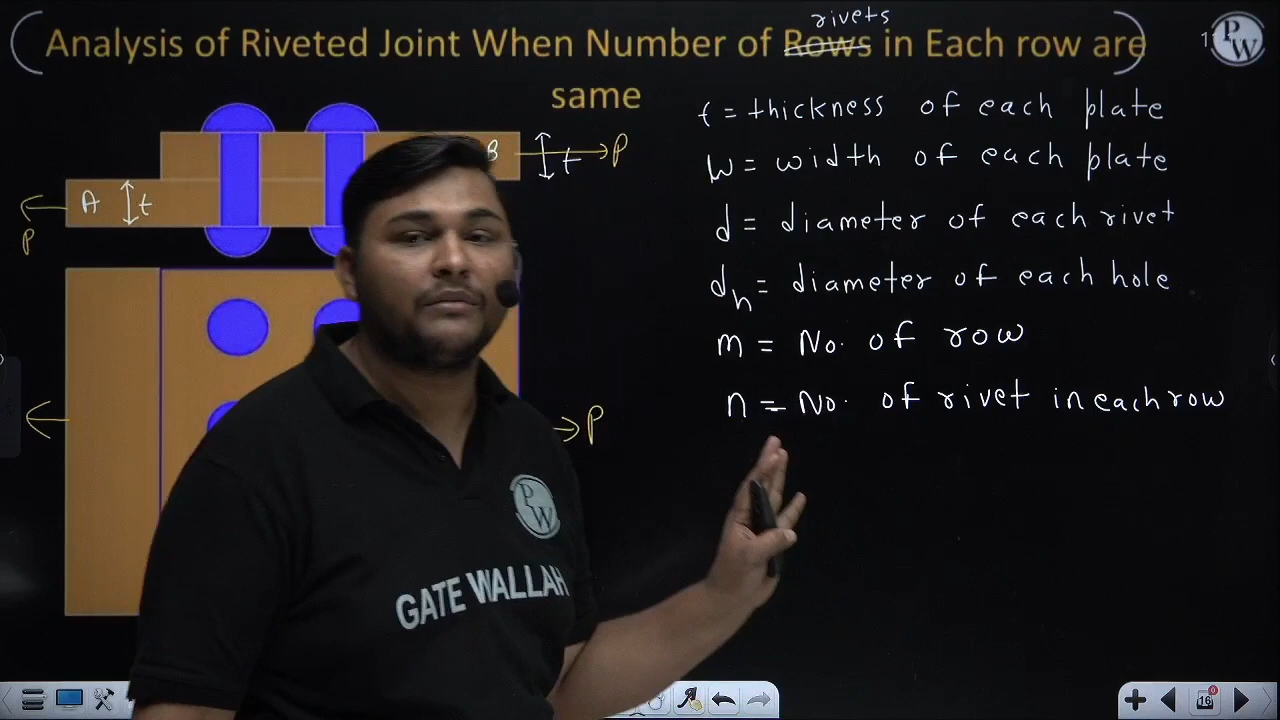 rivets
Analysis of Riveted Joint When Number of Rows in Each row are
same
t = thickness of each plate
W = width of each plate
d = diameter of each rivet
dh = diameter of each hole
m = No. of row
n = No. of rivet in each row
B t P
A t
P
P
PW
PW
GATE WALLAH
16